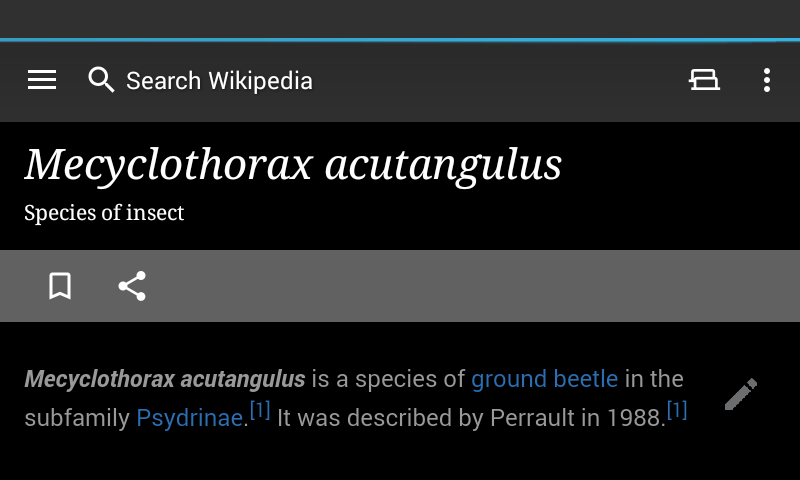 Search Wikipedia
Mecyclothorax acutangulus
Species of insect
Mecyclothorax acutangulus is a species of ground beetle in the
subfamily Psydrinae.[1] It was described by Perrault in 1988.[1]